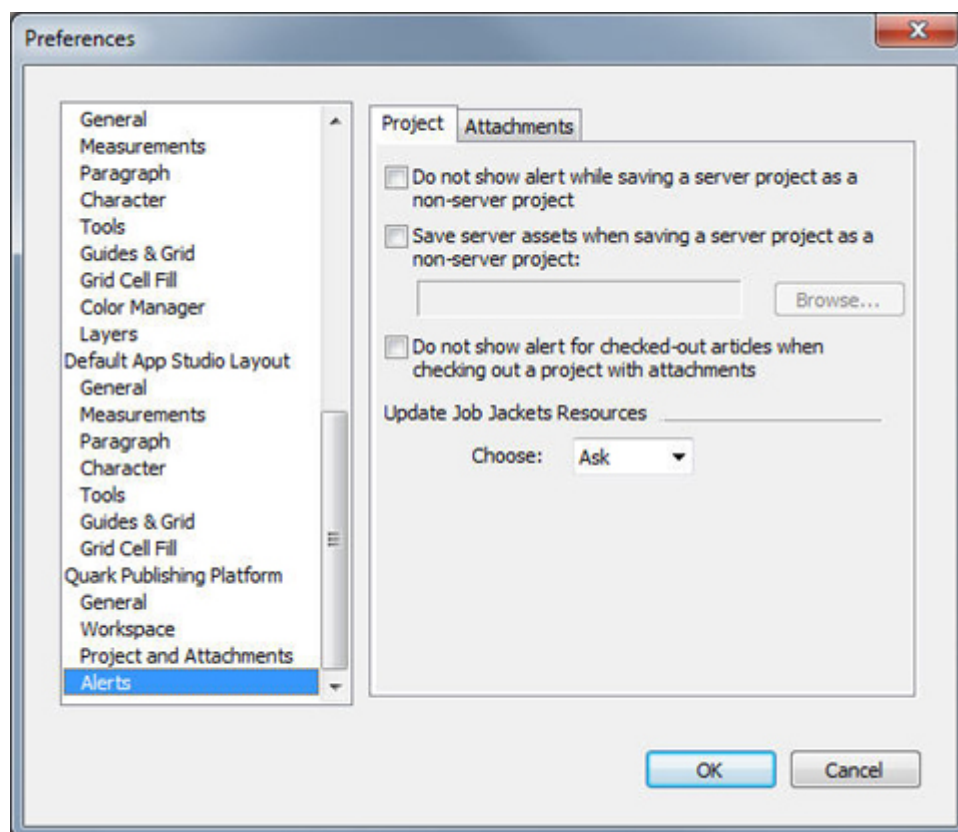 Preferences
General
Measurements
Paragraph
Character
Tools
Guides & Grid
Grid Cell Fill
Color Manager
Layers
Default App Studio Layout
General
Measurements
Paragraph
Character
Tools
Guides & Grid
Grid Cell Fill
Quark Publishing Platform
General
Workspace
Project and Attachments
Alerts
Project Attachments
Do not show alert while saving a server project as a
non-server project
Save server assets when saving a server project as a
non-server project:
Browse...
Do not show alert for checked-out articles when
checking out a project with attachments
Update Job Jackets Resources
Choose: Ask
OK Cancel